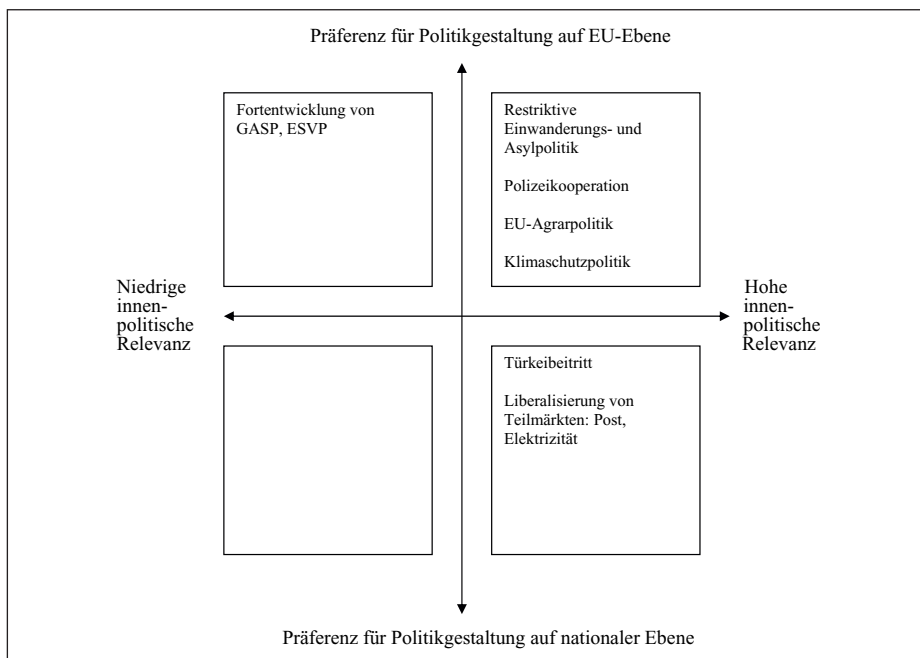 Präferenz für Politikgestaltung auf EU-Ebene
Fortentwicklung von
GASP, ESVP
Restriktive
Einwanderungs- und
Asylpolitik
Polizeikooperation
EU-Agrarpolitik
Klimaschutzpolitik
Niedrige
innen-
politische
Relevanz
Hohe
innen-
politische
Relevanz
Türkeibeitritt
Liberalisierung von
Teilmärkten: Post,
Elektrizität
Präferenz für Politikgestaltung auf nationaler Ebene